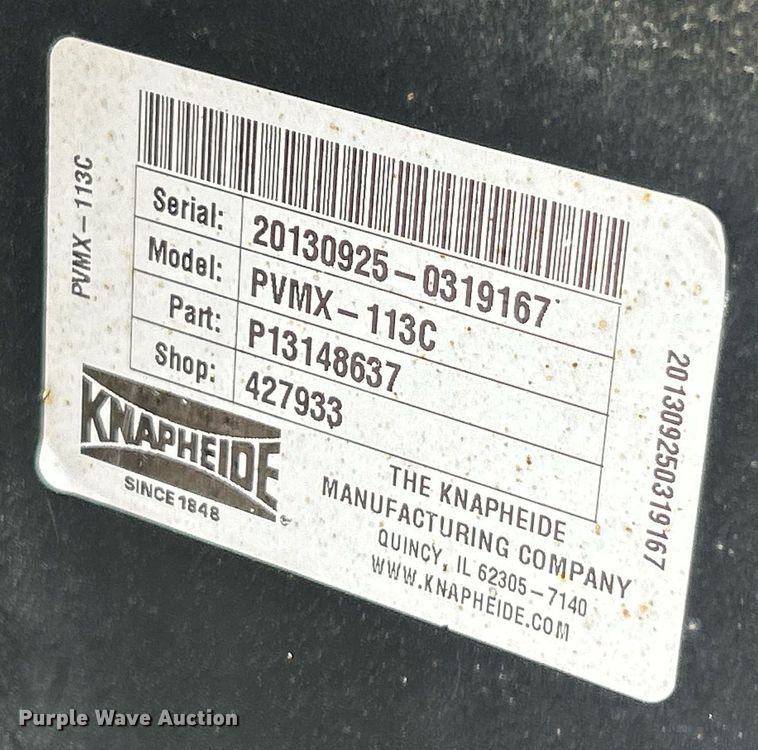 PVMX-113C
Serial: 20130925-0319167
Model: PVMX-113C
Part: P13148637
Shop: 427933
201309250319167
KNAPHEIDE
SINCE 1848
THE KNAPHEIDE
MANUFACTURING COMPANY
QUINCY, IL 62305-7140
WWW.KNAPHEIDE.COM
Purple Wave Auction